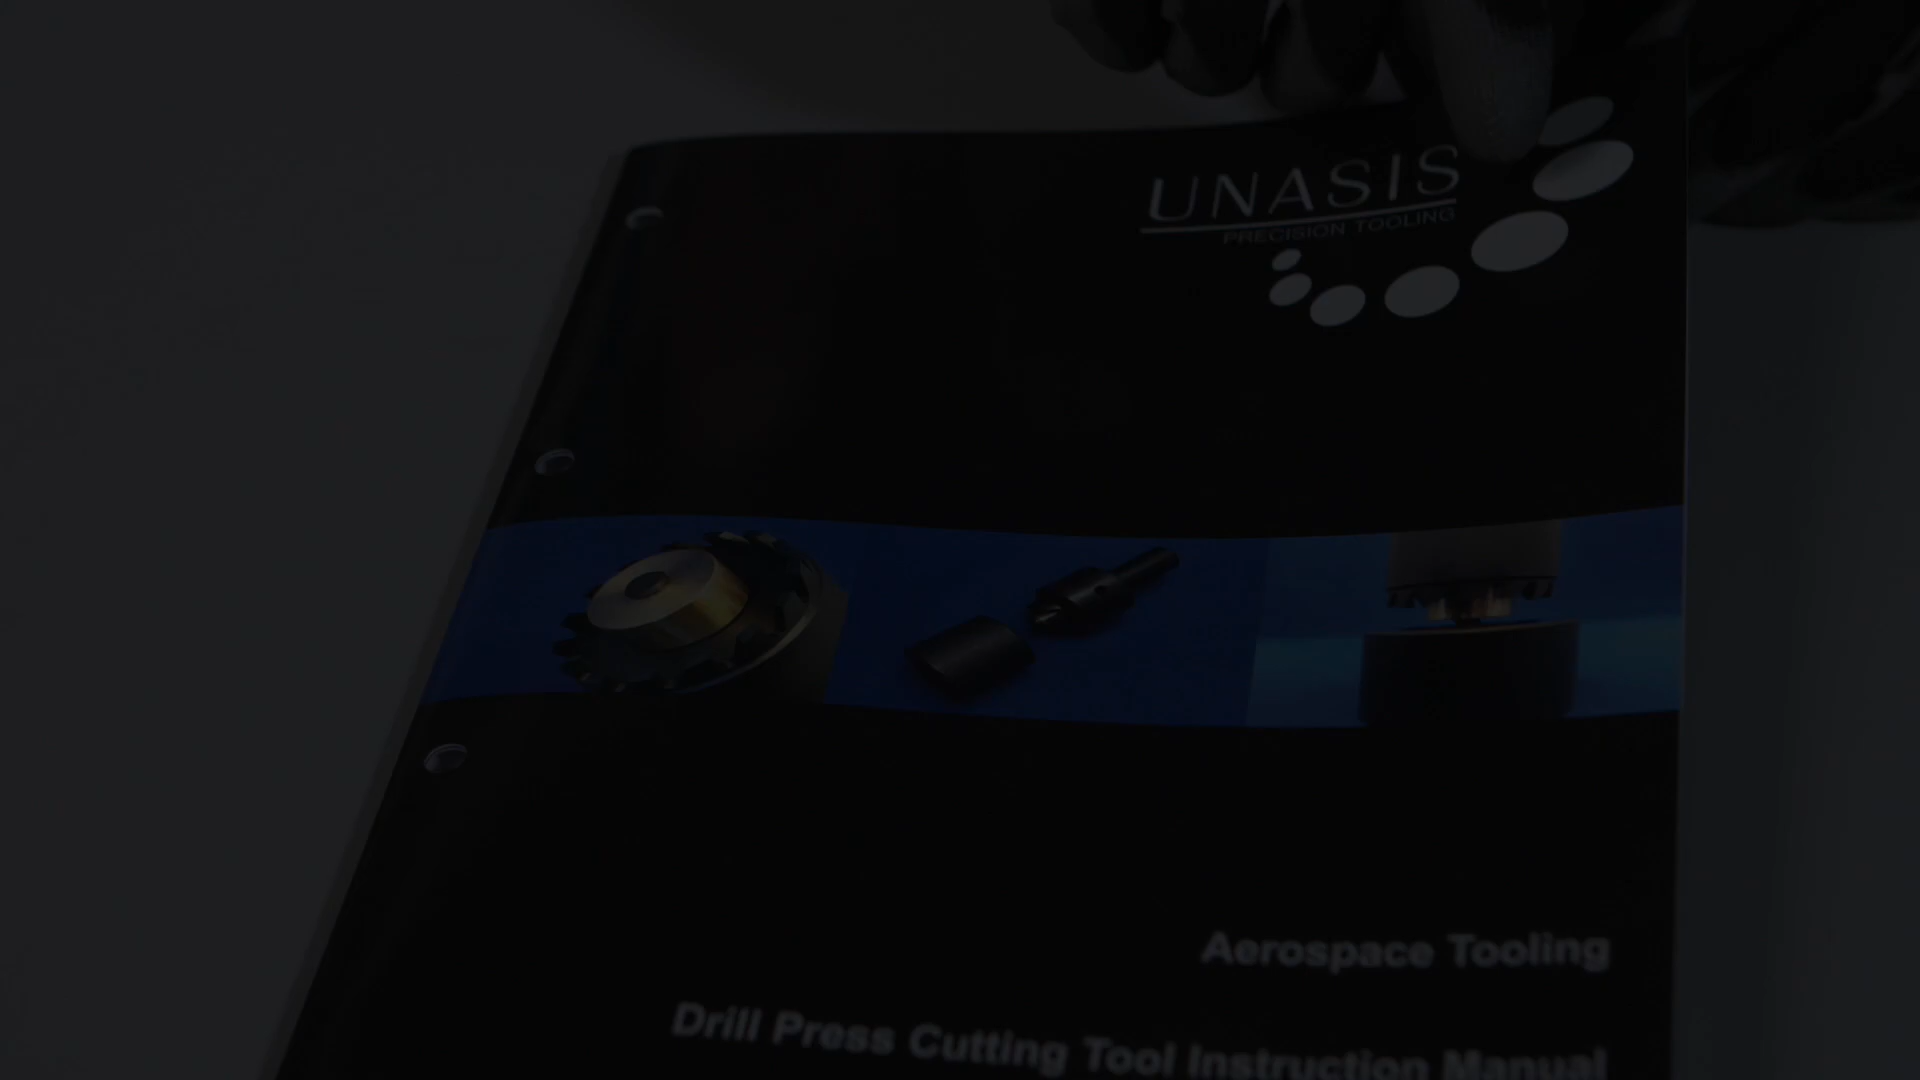 UNASIS
PRECISION TOOLING
Aerospace Tooling
Drill Press Cutting Tool Instruction Manual